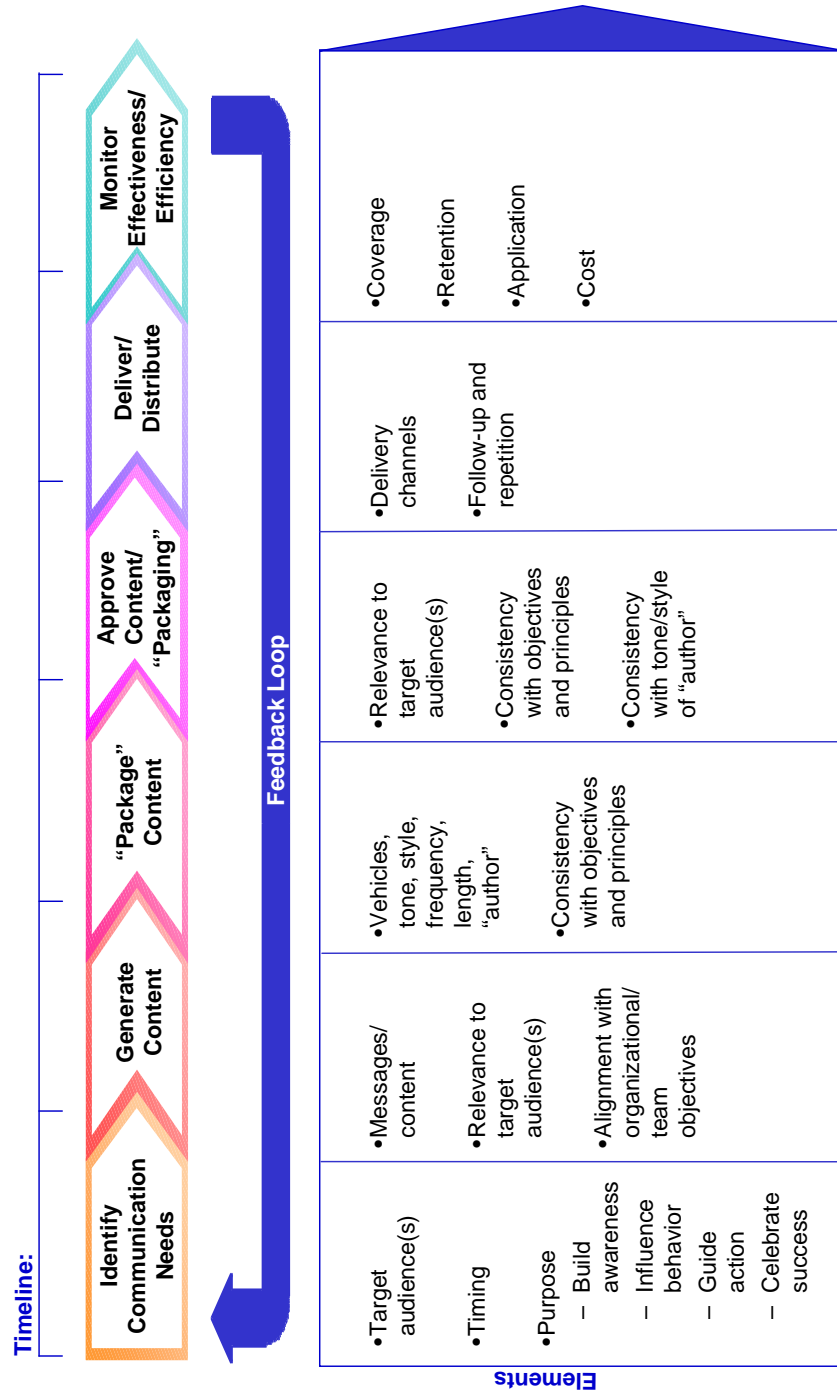 Timeline:
Identify
Communication
Needs
Generate
Content
“Package”
Content
Approve
Content/
“Packaging”
Deliver/
Distribute
Monitor
Effectiveness/
Efficiency
Feedback Loop
Elements
•Target
audience(s)
•Timing
•Purpose
– Build
awareness
– Influence
behavior
– Guide
action
– Celebrate
success
•Messages/
content
•Relevance to
target
audience(s)
•Alignment with
organizational/
team
objectives
•Vehicles,
tone, style,
frequency,
length,
“author”
•Consistency
with objectives
and principles
•Relevance to
target
audience(s)
•Consistency
with objectives
and principles
•Consistency
with tone/style
of “author”
•Delivery
channels
•Follow-up and
repetition
•Coverage
•Retention
•Application
•Cost